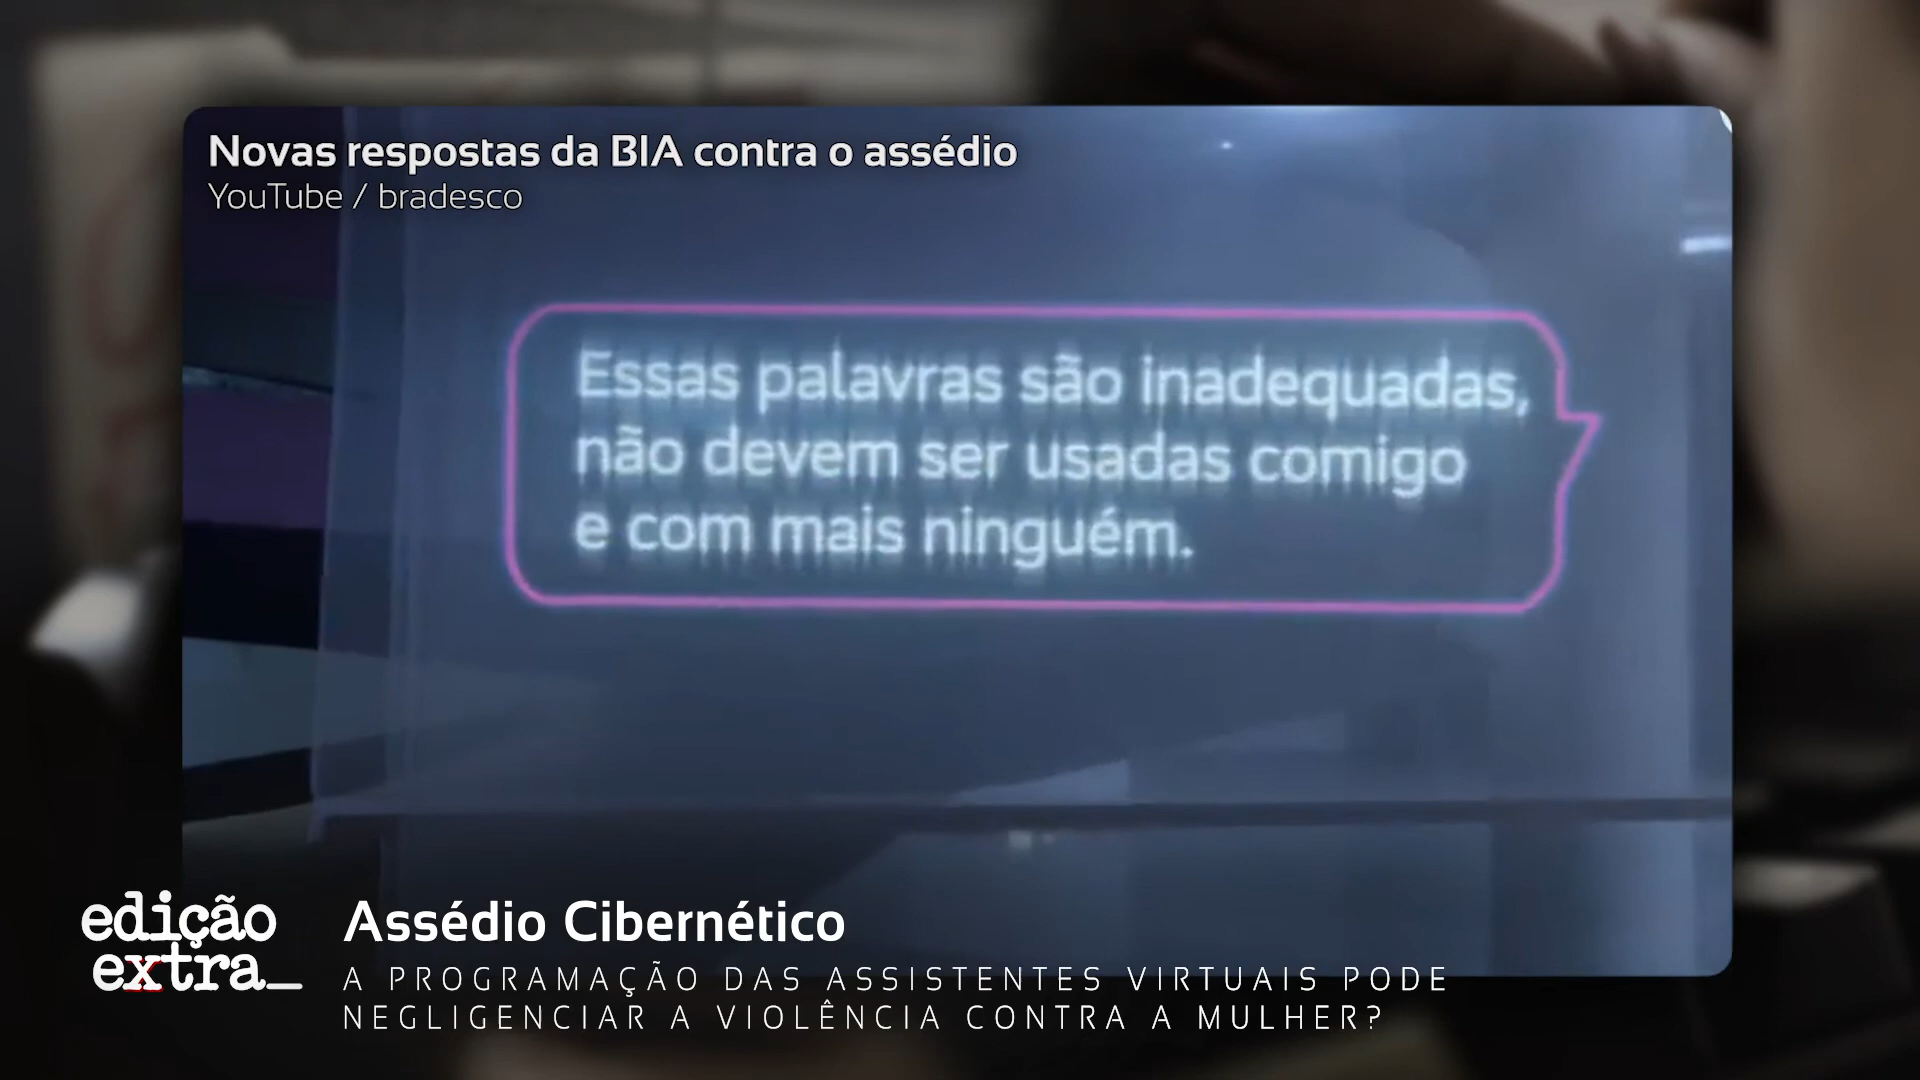 Novas respostas da BIA contra o assédio
YouTube / bradesco
Essas palavras são inadequadas,
não devem ser usadas comigo
e com mais ninguém.
edição
extra_
Assédio Cibernético
A PROGRAMAÇÃO DAS ASSISTENTES VIRTUAIS PODE
NEGLIGENCIAR A VIOLÊNCIA CONTRA A MULHER?